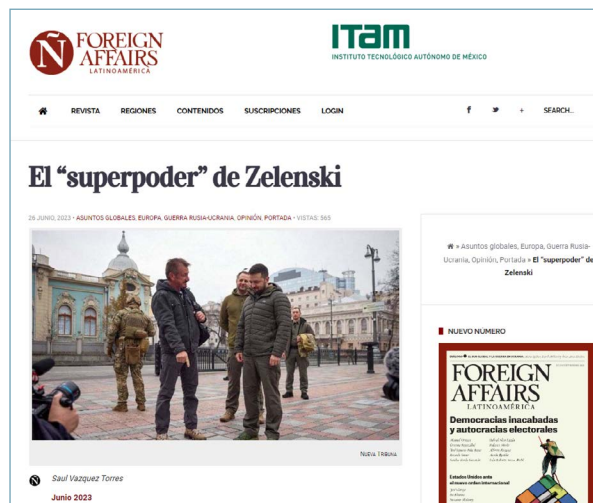 Ñ FOREIGN
AFFAIRS
LATINOAMÉRICA
ITAM
INSTITUTO TECNOLÓGICO AUTÓNOMO DE MÉXICO
REVISTA REGIONES CONTENIDOS SUSCRIPCIONES LOGIN f + SEARCH...
El “superpoder” de Zelenski
26 JUNIO, 2023 • ASUNTOS GLOBALES, EUROPA, GUERRA RUSIA-UCRANIA, OPINIÓN, PORTADA • VISTAS: 565
» Asuntos globales, Europa, Guerra Rusia-
Ucrania, Opinión, Portada » El "superpoder" de
Zelenski
NUEVO NÚMERO
FOREIGN
AFFAIRS
LATINOAMÉRICA
Democracias inacabadas
y autocracias electorales
Estados Unidos ante
el nuevo orden internacional
NUEVA TRIBUNA
Ñ Saul Vazquez Torres
Junio 2023